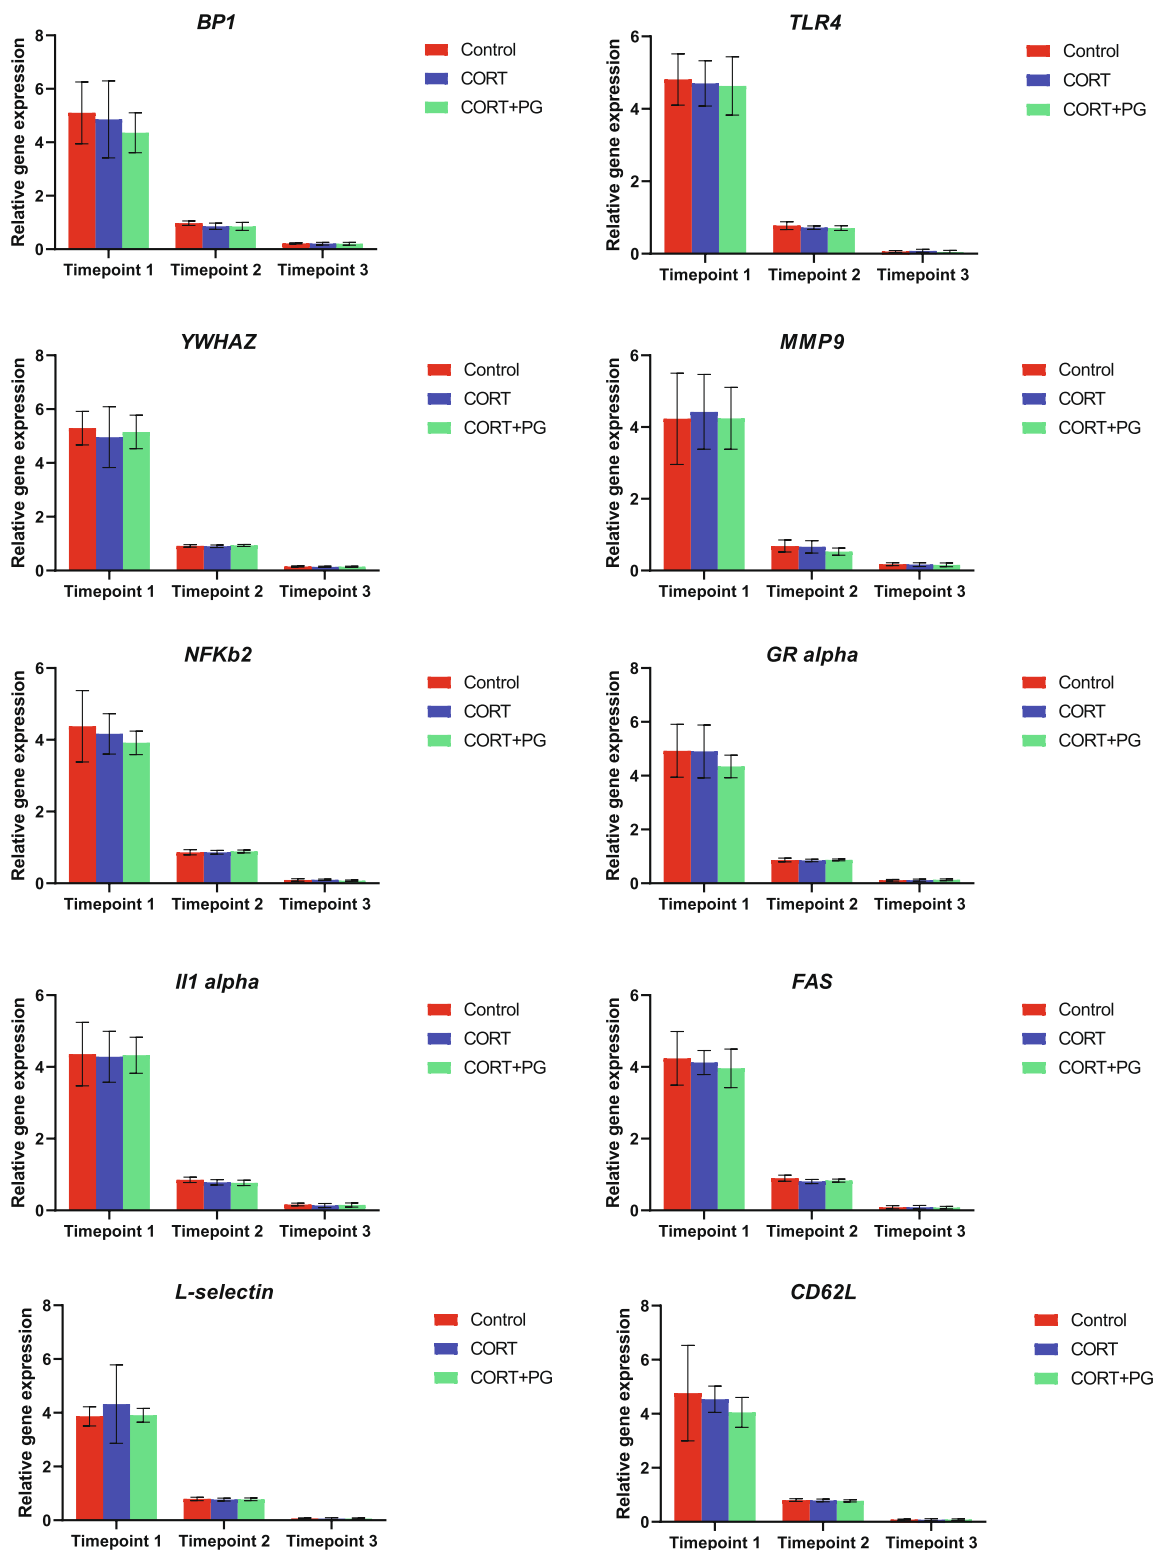 BP1
Relative gene expression
8
6
4
2
0
Timepoint 1 Timepoint 2 Timepoint 3
Control
CORT
CORT+PG
TLR4
Relative gene expression
6
4
2
0
Timepoint 1 Timepoint 2 Timepoint 3
Control
CORT
CORT+PG
YWHAZ
Relative gene expression
8
6
4
2
0
Timepoint 1 Timepoint 2 Timepoint 3
Control
CORT
CORT+PG
MMP9
Relative gene expression
6
4
2
0
Timepoint 1 Timepoint 2 Timepoint 3
Control
CORT
CORT+PG
NFKb2
Relative gene expression
6
4
2
0
Timepoint 1 Timepoint 2 Timepoint 3
Control
CORT
CORT+PG
GR alpha
Relative gene expression
8
6
4
2
0
Timepoint 1 Timepoint 2 Timepoint 3
Control
CORT
CORT+PG
Il1 alpha
Relative gene expression
6
4
2
0
Timepoint 1 Timepoint 2 Timepoint 3
Control
CORT
CORT+PG
FAS
Relative gene expression
6
4
2
0
Timepoint 1 Timepoint 2 Timepoint 3
Control
CORT
CORT+PG
L-selectin
Relative gene expression
8
6
4
2
0
Timepoint 1 Timepoint 2 Timepoint 3
Control
CORT
CORT+PG
CD62L
Relative gene expression
8
6
4
2
0
Timepoint 1 Timepoint 2 Timepoint 3
Control
CORT
CORT+PG